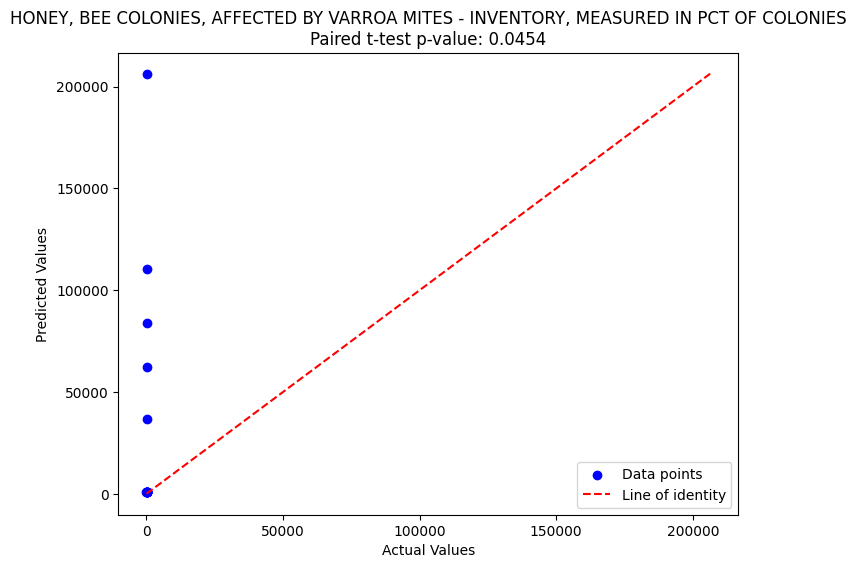 HONEY, BEE COLONIES, AFFECTED BY VARROA MITES - INVENTORY, MEASURED IN PCT OF COLONIES
Paired t-test p-value: 0.0454
Predicted Values
200000
150000
100000
50000
0
Data points
Line of identity
0
50000
100000
150000
200000
Actual Values